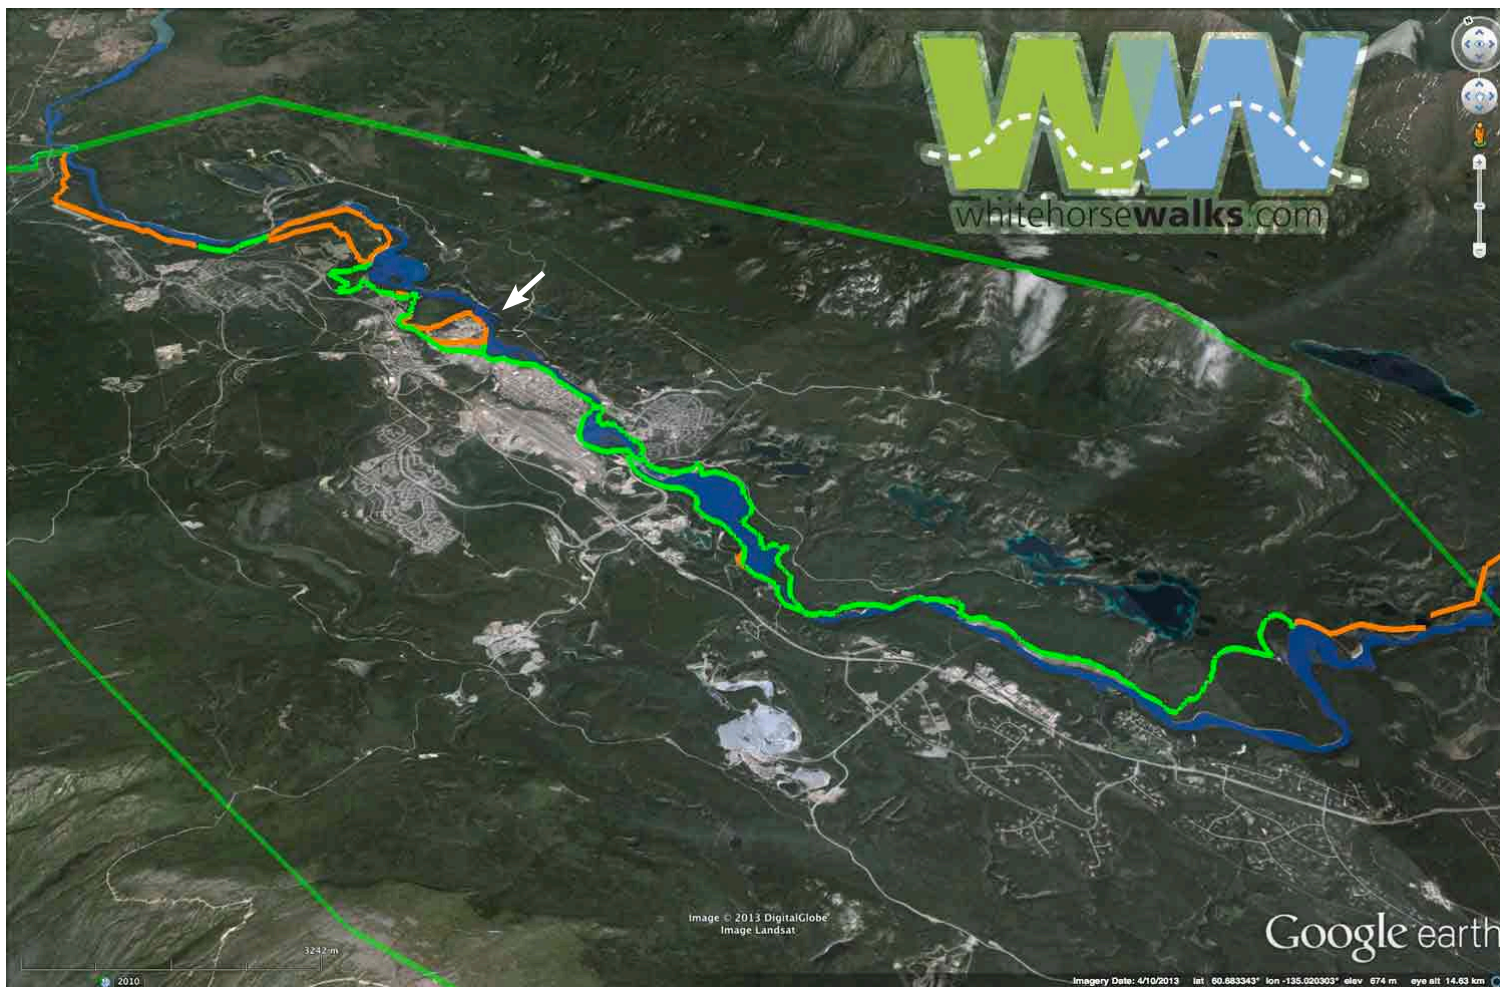 WW
whitehorsewalks.com
Image © 2013 DigitalGlobe
Image Landsat
Google earth
3242 m
2010
Imagery Date: 4/10/2013 lat 60.683343° lon -135.020303° elev 674 m eye alt 14.63 km